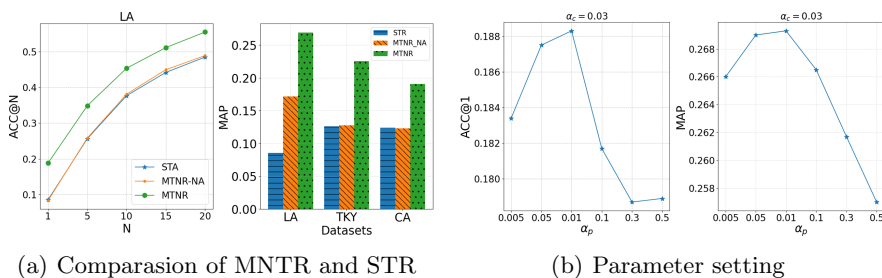 LA
ACC@N
0.5
0.4
0.3
0.2
0.1
1 5 10 15 20
N
STA
MTNR-NA
MTNR
MAP
0.25
0.20
0.15
0.10
0.05
0.00
LA TKY CA
Datasets
STR
MTNR_NA
MTNR
(a) Comparasion of MNTR and STR
α_c = 0.03
ACC@1
0.188
0.186
0.184
0.182
0.180
0.005 0.05 0.01 0.1 0.3 0.5
α_p
α_c = 0.03
MAP
0.268
0.266
0.264
0.262
0.260
0.258
0.005 0.05 0.01 0.1 0.3 0.5
α_p
(b) Parameter setting